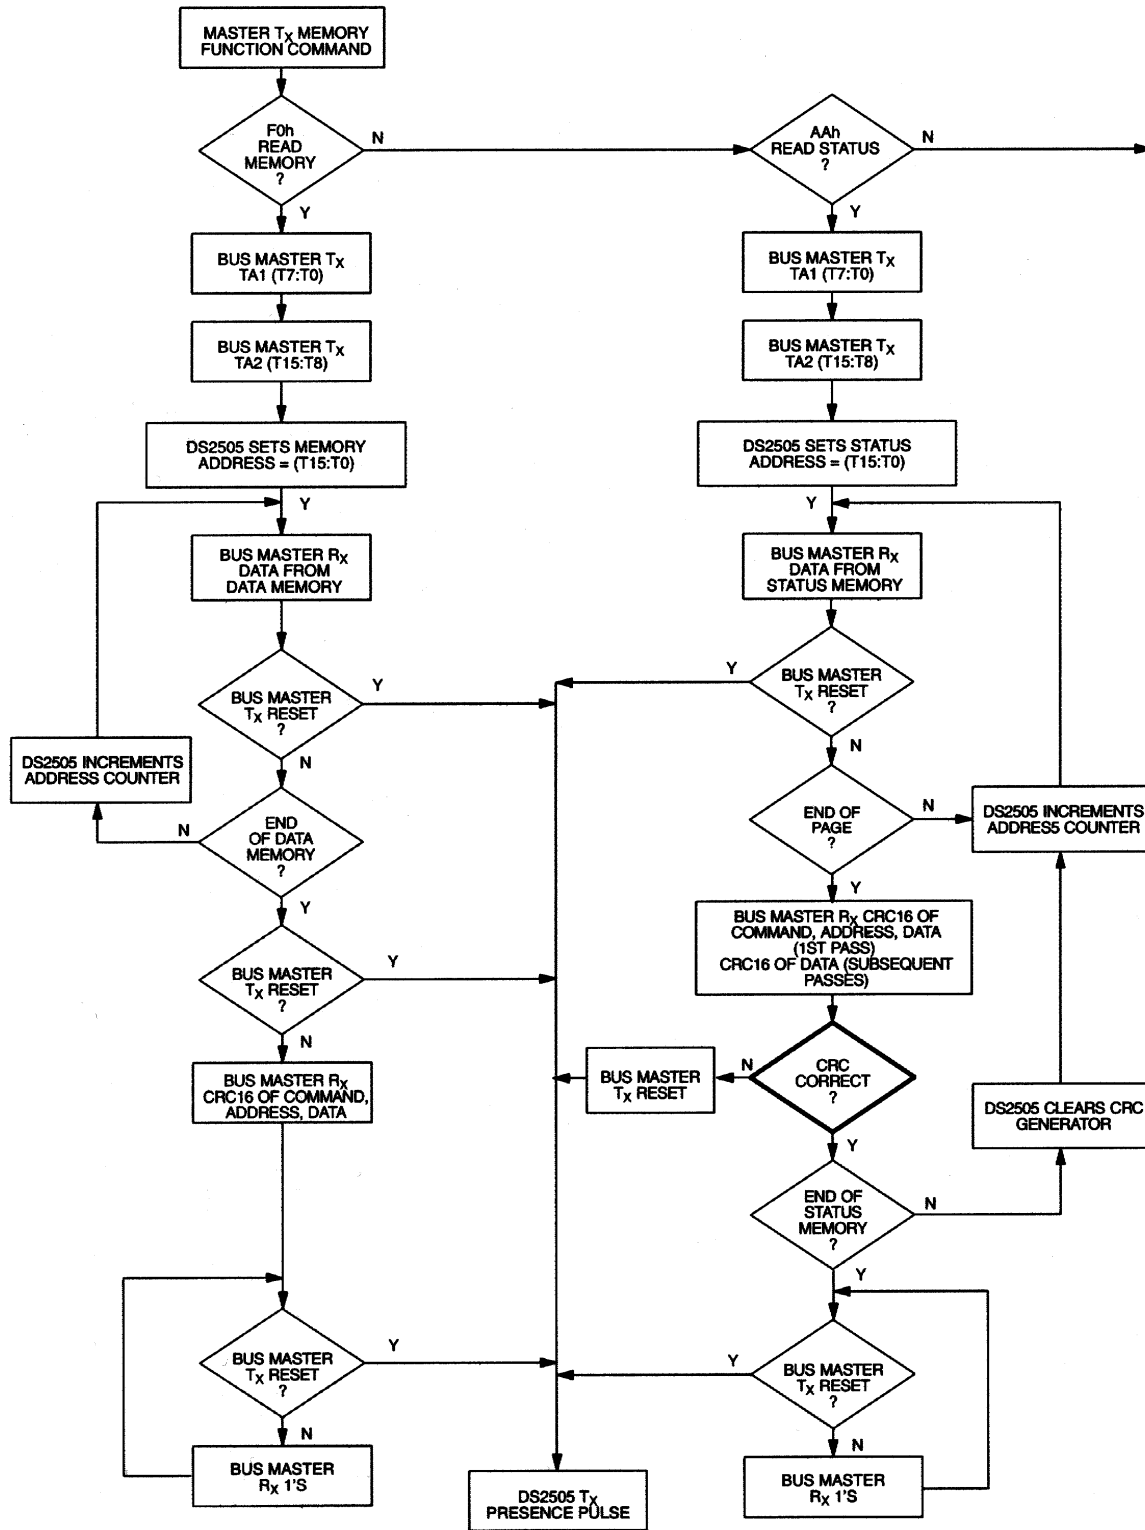 MASTER TX MEMORY
FUNCTION COMMAND
F0h
READ
MEMORY
?
N
Y
AAh
READ STATUS
?
N
Y
BUS MASTER TX
TA1 (T7:T0)
BUS MASTER TX
TA1 (T7:T0)
BUS MASTER TX
TA2 (T15:T8)
BUS MASTER TX
TA2 (T15:T8)
DS2505 SETS MEMORY
ADDRESS = (T15:T0)
DS2505 SETS STATUS
ADDRESS = (T15:T0)
Y
Y
BUS MASTER RX
DATA FROM
DATA MEMORY
BUS MASTER RX
DATA FROM
STATUS MEMORY
BUS MASTER
TX RESET
?
Y
N
Y
BUS MASTER
TX RESET
?
N
DS2505 INCREMENTS
ADDRESS COUNTER
END
OF DATA
MEMORY
?
N
Y
END OF
PAGE
?
N
Y
DS2505 INCREMENTS
ADDRES5 COUNTER
BUS MASTER TX RESET
?
Y
N
BUS MASTER RX CRC16 OF
COMMAND, ADDRESS, DATA
(1ST PASS)
CRC16 OF DATA (SUBSEQUENT
PASSES)
BUS MASTER RX
CRC16 OF COMMAND,
ADDRESS, DATA
BUS MASTER
TX RESET
N
CRC
CORRECT
?
Y
DS2505 CLEARS CRC
GENERATOR
END OF
STATUS
MEMORY
?
N
Y
BUS MASTER
TX RESET
?
Y
N
Y
BUS MASTER
TX RESET
?
N
BUS MASTER
RX 1'S
DS2505 TX
PRESENCE PULSE
BUS MASTER
RX 1'S